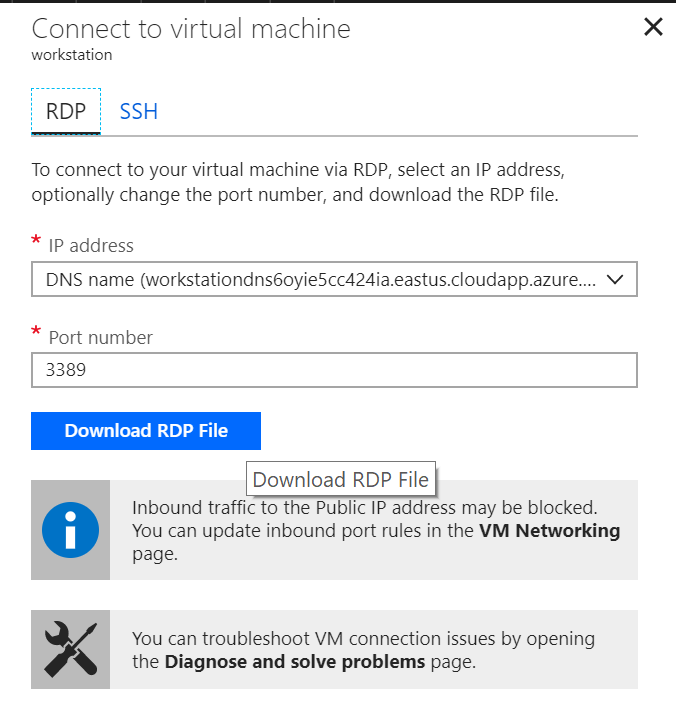 Connect to virtual machine
workstation
RDP SSH
To connect to your virtual machine via RDP, select an IP address,
optionally change the port number, and download the RDP file.
* IP address
DNS name (workstationdns6oyie5cc424ia.eastus.cloudapp.azure....
* Port number
3389
Download RDP File
Download RDP File
Inbound traffic to the Public IP address may be blocked.
You can update inbound port rules in the VM Networking
page.
You can troubleshoot VM connection issues by opening
the Diagnose and solve problems page.